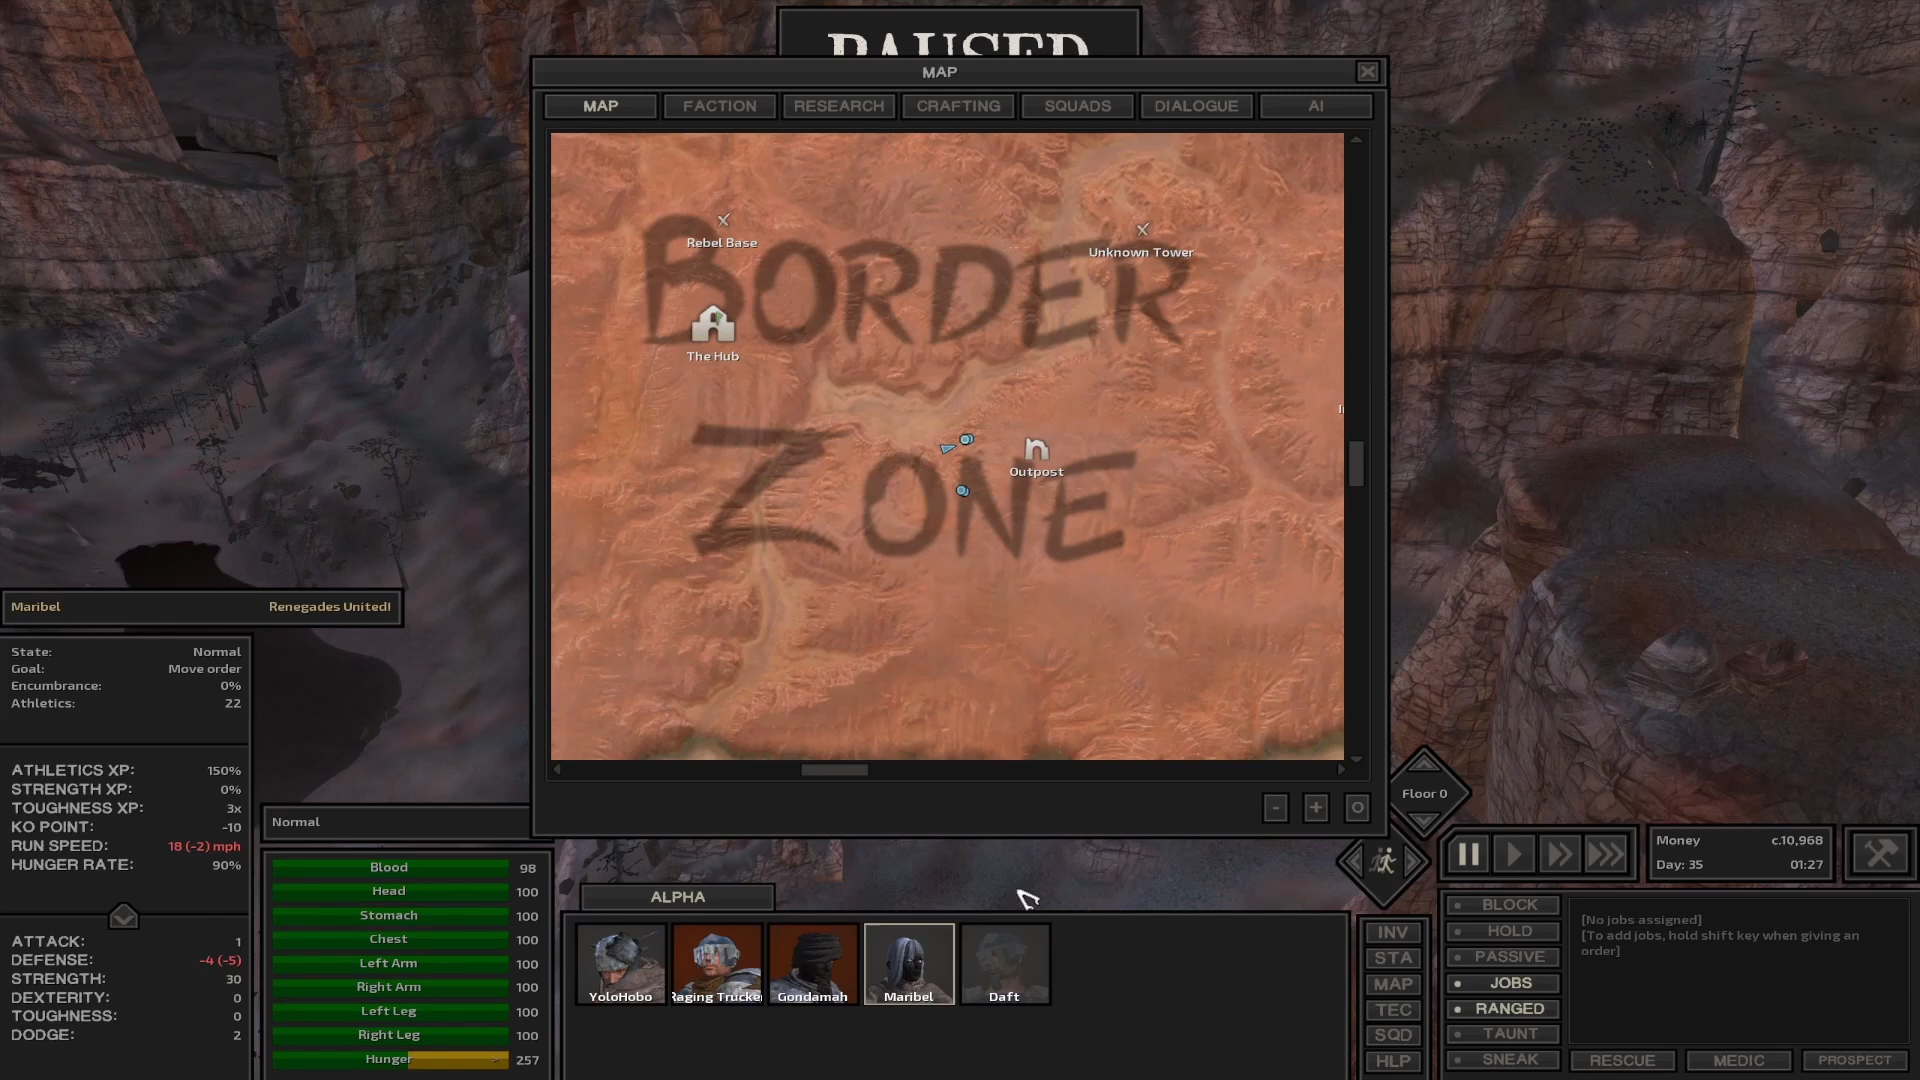 PAUSED
MAP
MAP
FACTION
RESEARCH
CRAFTING
SQUADS
DIALOGUE
AI
BORDER
ZONE
Rebel Base
Unknown Tower
The Hub
Outpost
Maribel
Renegades United!
State: Normal
Goal: Move order
Encumbrance: 0%
Athletics: 22
ATHLETICS XP: 150%
STRENGTH XP: 0%
TOUGHNESS XP: 3x
KO POINT: -10
RUN SPEED: 18 (-2) mph
HUNGER RATE: 90%
ATTACK: 1
DEFENSE: -4 (-5)
STRENGTH: 30
DEXTERITY: 0
TOUGHNESS: 0
DODGE: 2
Normal
Blood 98
Head 100
Stomach 100
Chest 100
Left Arm 100
Right Arm 100
Left Leg 100
Right Leg 100
Hunger 257
ALPHA
YoloHobo
Raging Trucker
Gondamah
Maribel
Daft
- + O
Floor 0
Money c.10,968
Day: 35 01:27
INV
STA
MAP
TEC
SQD
HLP
BLOCK
HOLD
PASSIVE
JOBS
RANGED
TAUNT
SNEAK
[No jobs assigned]
[To add jobs, hold shift key when giving an
order]
RESCUE
MEDIC
PROSPECT